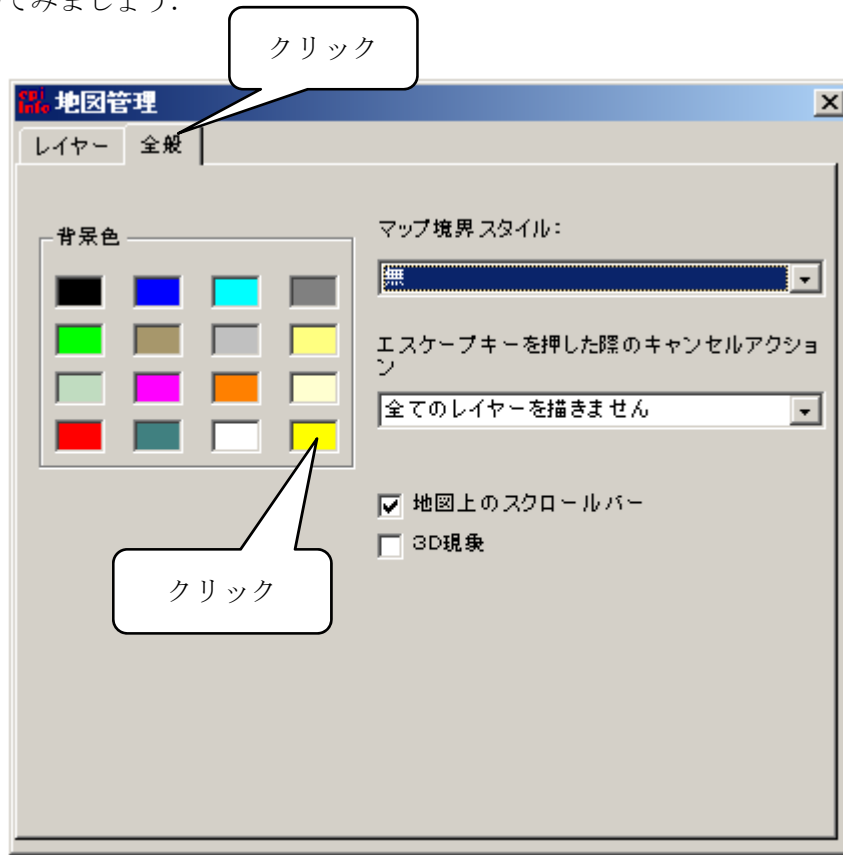 てみましょう.
クリック
epi info 地図管理
レイヤー 全般
背景色
マップ境界スタイル:
無
エスケープキーを押した際のキャンセルアクショ
ン
全てのレイヤーを描きません
地図上のスクロールバー
3D現象
クリック